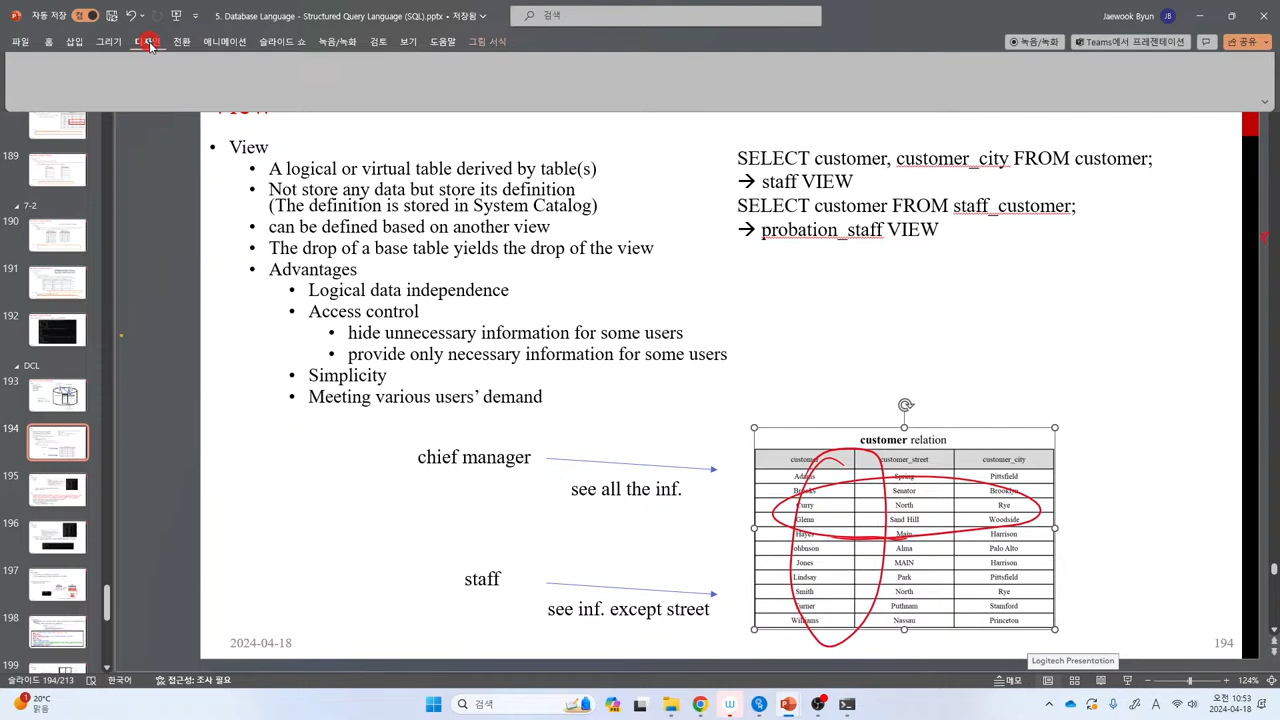 자동 저장
5. Database Language - Structured Query Language (SQL).pptx • 저장됨
검색
Jaewook Byun
JB
파일 홈 삽입 그리기 전환 애니메이션 슬라이드 쇼 녹음/녹화 검토 보기 도움말 그림 서식
녹음/녹화
Teams에서 프레젠테이션
공유
189
7-2
190
191
192
DCL
193
194
195
196
197
198
199
• View
• A logical or virtual table derived by table(s)
• Not store any data but store its definition
(The definition is stored in System Catalog)
• can be defined based on another view
• The drop of a base table yields the drop of the view
• Advantages
• Logical data independence
• Access control
• hide unnecessary information for some users
• provide only necessary information for some users
• Simplicity
• Meeting various users’ demand
SELECT customer, customer_city FROM customer;
→ staff VIEW
SELECT customer FROM staff_customer;
→ probation_staff VIEW
chief manager
see all the inf.
staff
see inf. except street
customer relation
customer customer_street customer_city
Adams Spring Pittsfield
Brooks Senator Brooklyn
Curry North Rye
Glenn Sand Hill Woodside
Hayes Main Harrison
Johnson Alma Palo Alto
Jones MAIN Harrison
Lindsay Park Pittsfield
Smith North Rye
Turner Puthnam Stamford
Williams Nassau Princeton
2024-04-18
194
Logitech Presentation
슬라이드 194/213
한국어
접근성: 조사 필요
메모
124%
1
20°C
맑음
검색
A
오전 10:53
2024-04-18